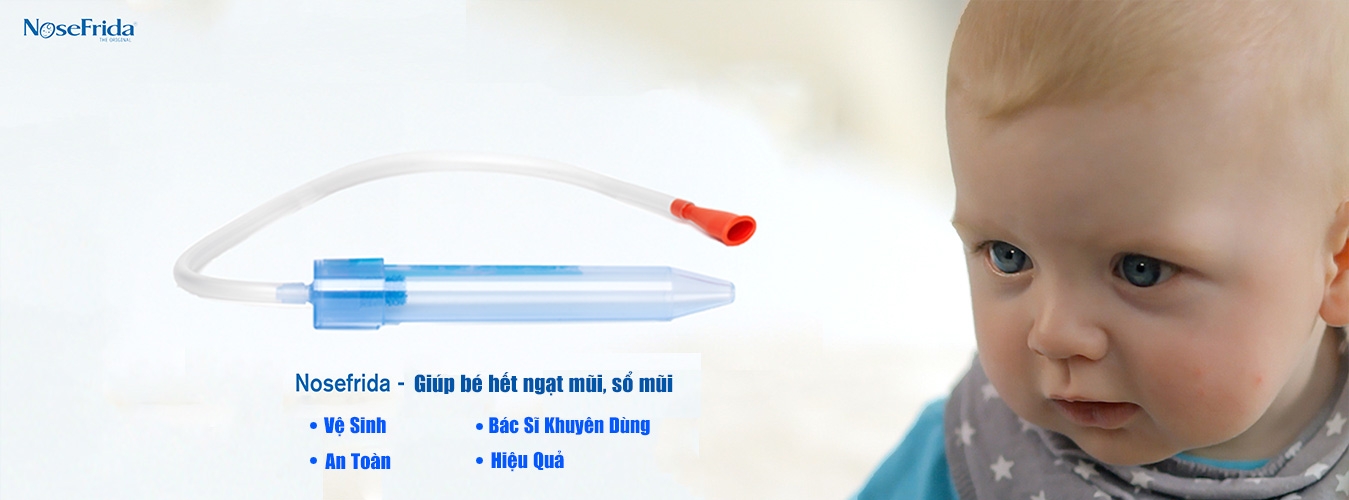 NoseFrida
THE ORIGINAL
Nosefrida - Giúp bé hết ngạt mũi, sổ mũi
• Vệ Sinh
• Bác Sĩ Khuyên Dùng
• An Toàn
• Hiệu Quả